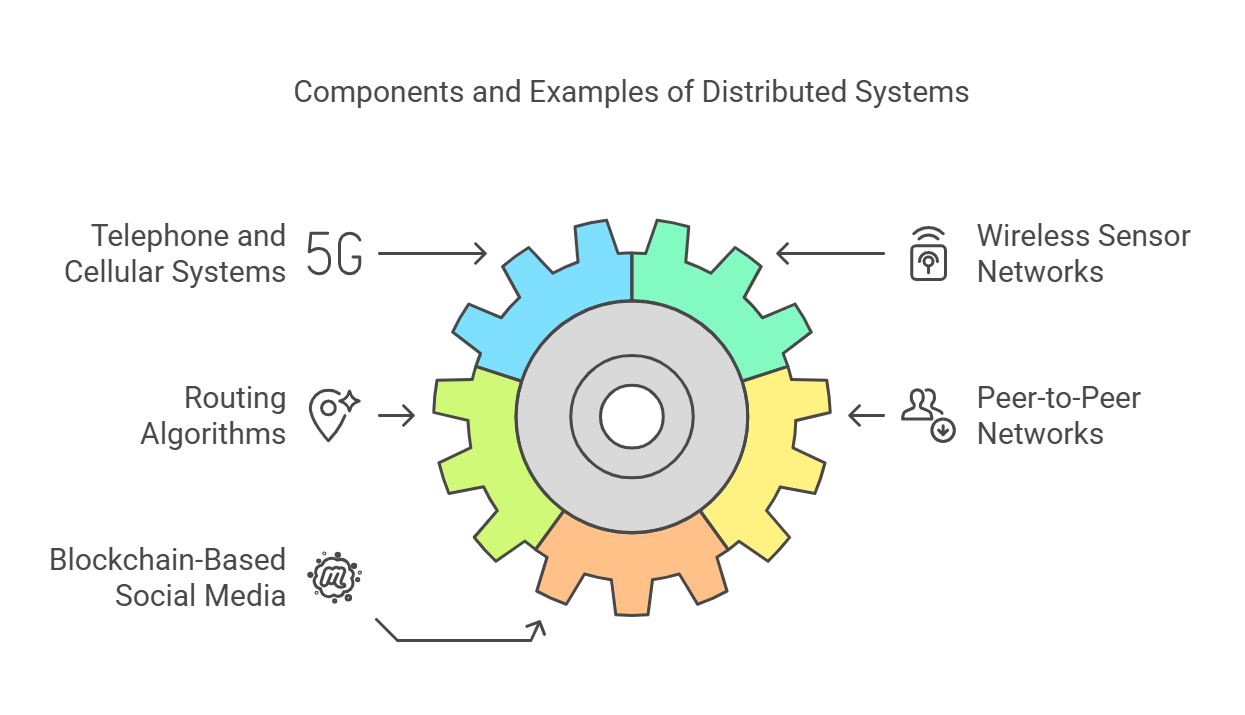 Components and Examples of Distributed Systems
Telephone and
Cellular Systems
5G
Wireless Sensor
Networks
Routing
Algorithms
Peer-to-Peer
Networks
Blockchain-Based
Social Media
m